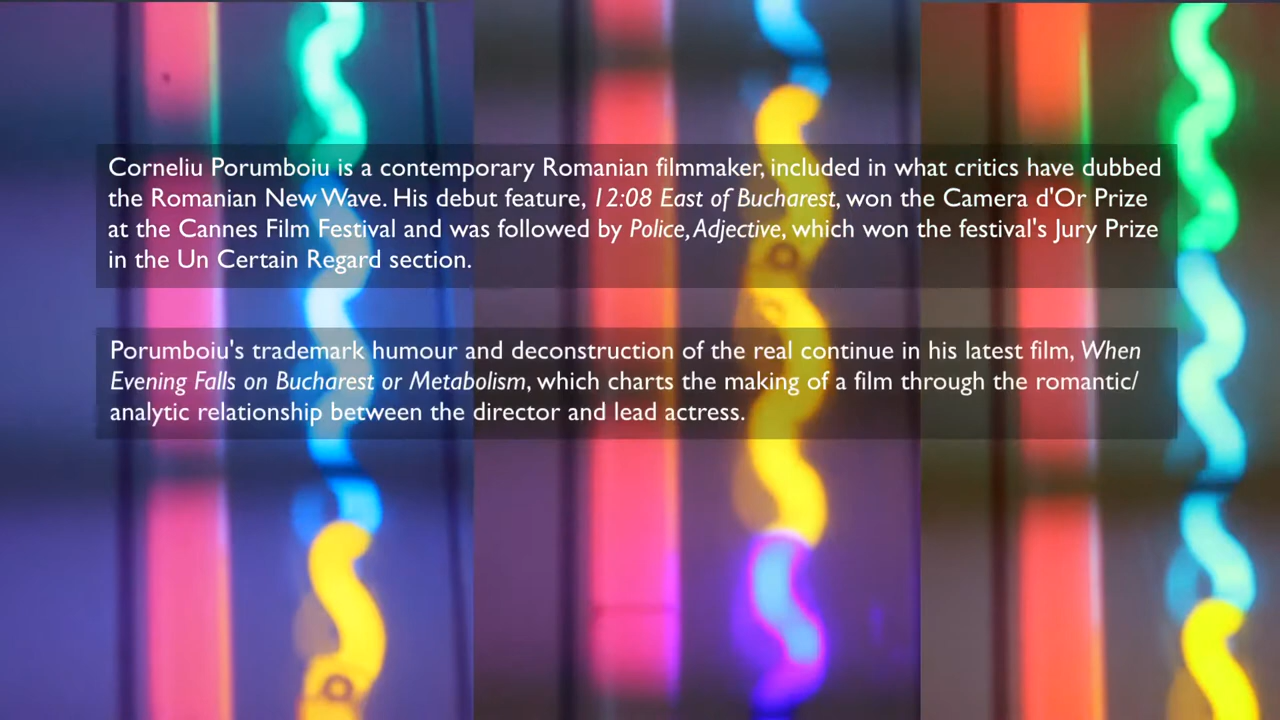 Corneliu Porumboiu is a contemporary Romanian filmmaker, included in what critics have dubbed
the Romanian New Wave. His debut feature, 12:08 East of Bucharest, won the Camera d'Or Prize
at the Cannes Film Festival and was followed by Police, Adjective, which won the festival's Jury Prize
in the Un Certain Regard section.
Porumboiu's trademark humour and deconstruction of the real continue in his latest film, When
Evening Falls on Bucharest or Metabolism, which charts the making of a film through the romantic/
analytic relationship between the director and lead actress.